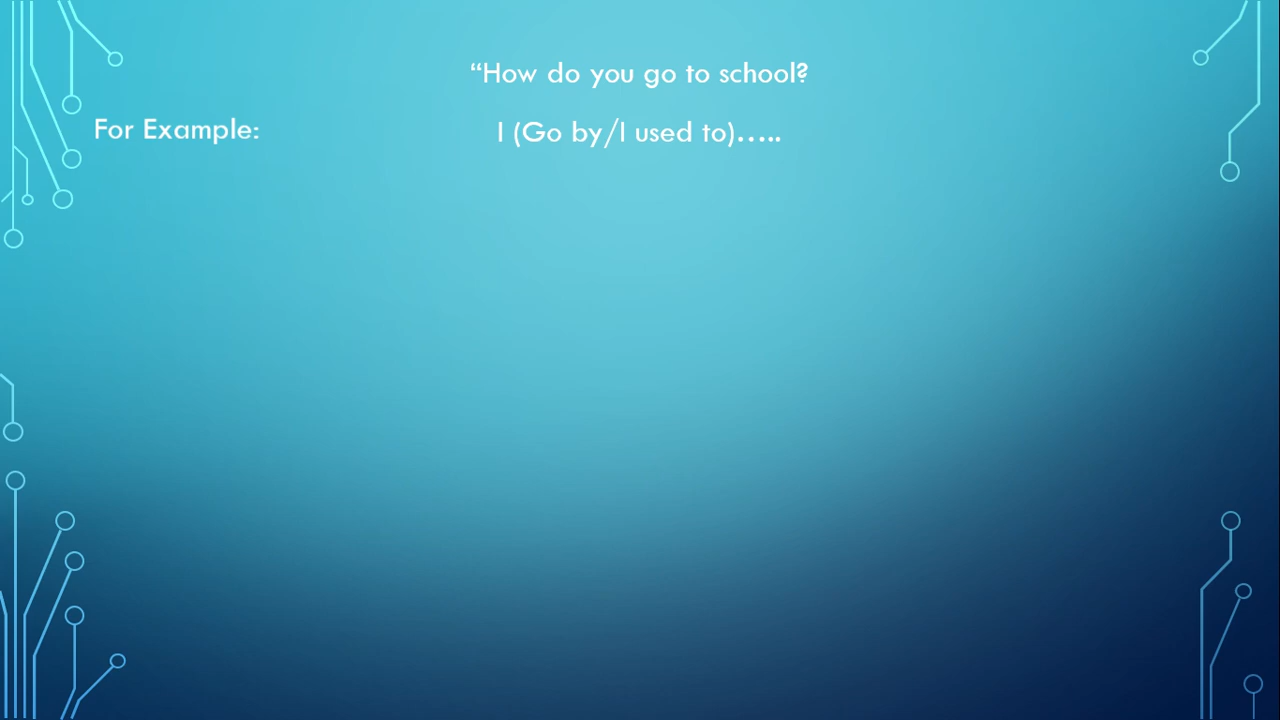 “How do you go to school?
For Example:
I (Go by/I used to)…..